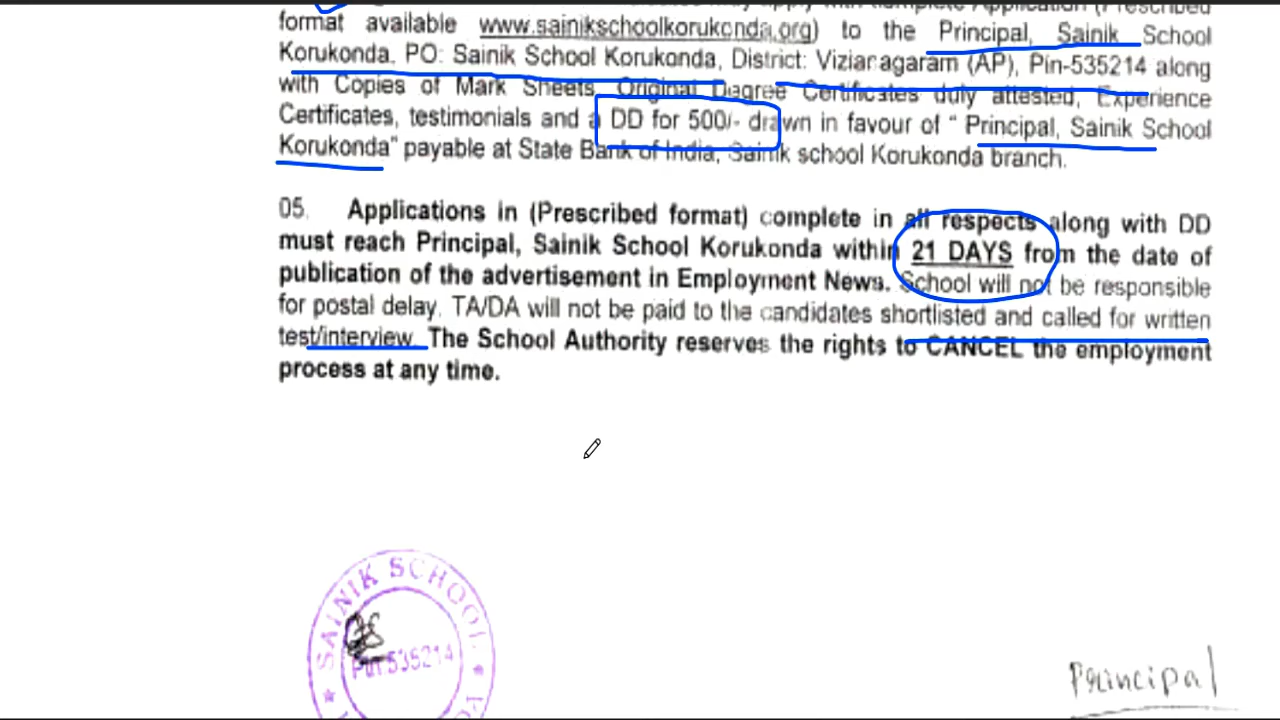 format available www.sainikschoolkorukonda.org) to the Principal, Sainik School
Korukonda, PO: Sainik School Korukonda, District: Vizianagaram (AP), Pin-535214 along
with Copies of Mark Sheets, Original Degree Certificates duly attested, Experience
Certificates, testimonials and a DD for 500/- drawn in favour of " Principal, Sainik School
Korukonda" payable at State Bank of India, Sainik school Korukonda branch.
05. Applications in (Prescribed format) complete in all respects along with DD
must reach Principal, Sainik School Korukonda within 21 DAYS from the date of
publication of the advertisement in Employment News. School will not be responsible
for postal delay. TA/DA will not be paid to the candidates shortlisted and called for written
test/interview. The School Authority reserves the rights to CANCEL the employment
process at any time.
SAINIK SCHOOL
Pin 535214
Principal